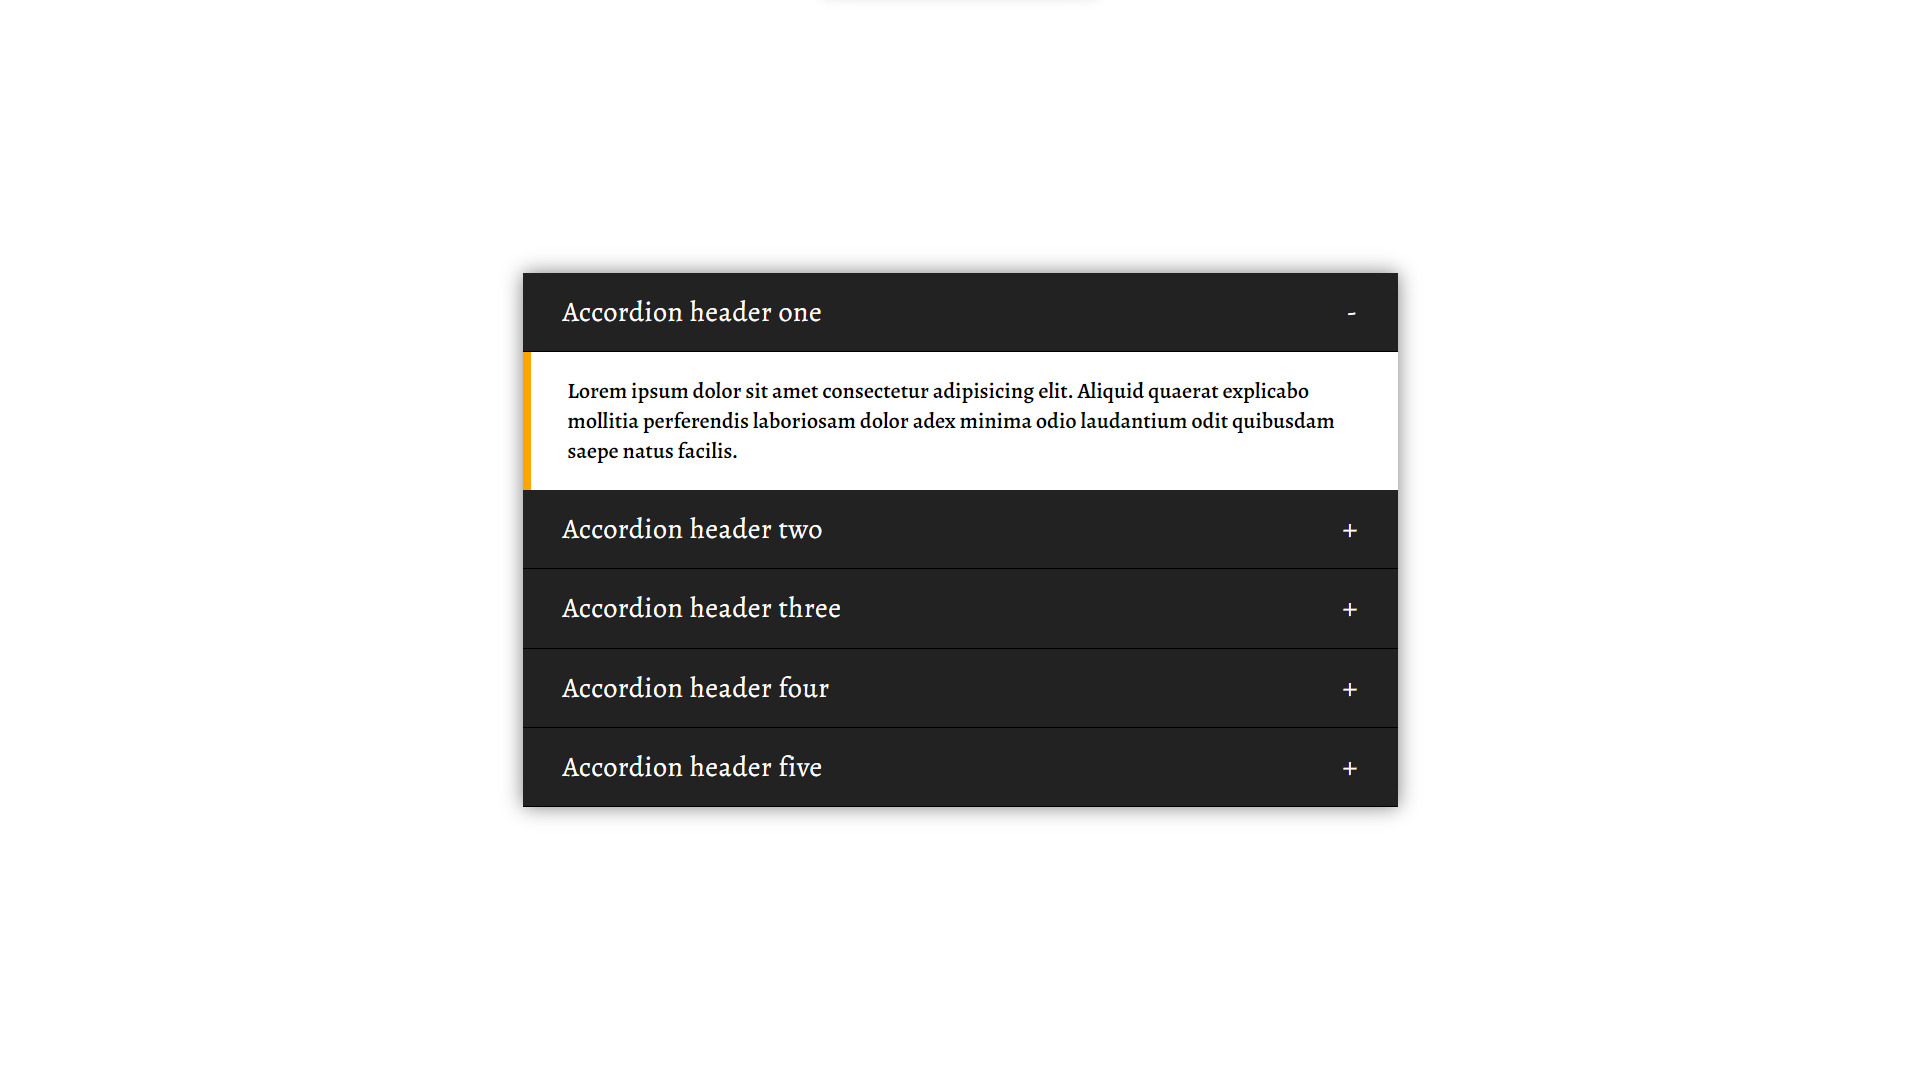 Accordion header one -
Lorem ipsum dolor sit amet consectetur adipisicing elit. Aliquid quaerat explicabo
mollitia perferendis laboriosam dolor adex minima odio laudantium odit quibusdam
saepe natus facilis.
Accordion header two +
Accordion header three +
Accordion header four +
Accordion header five +